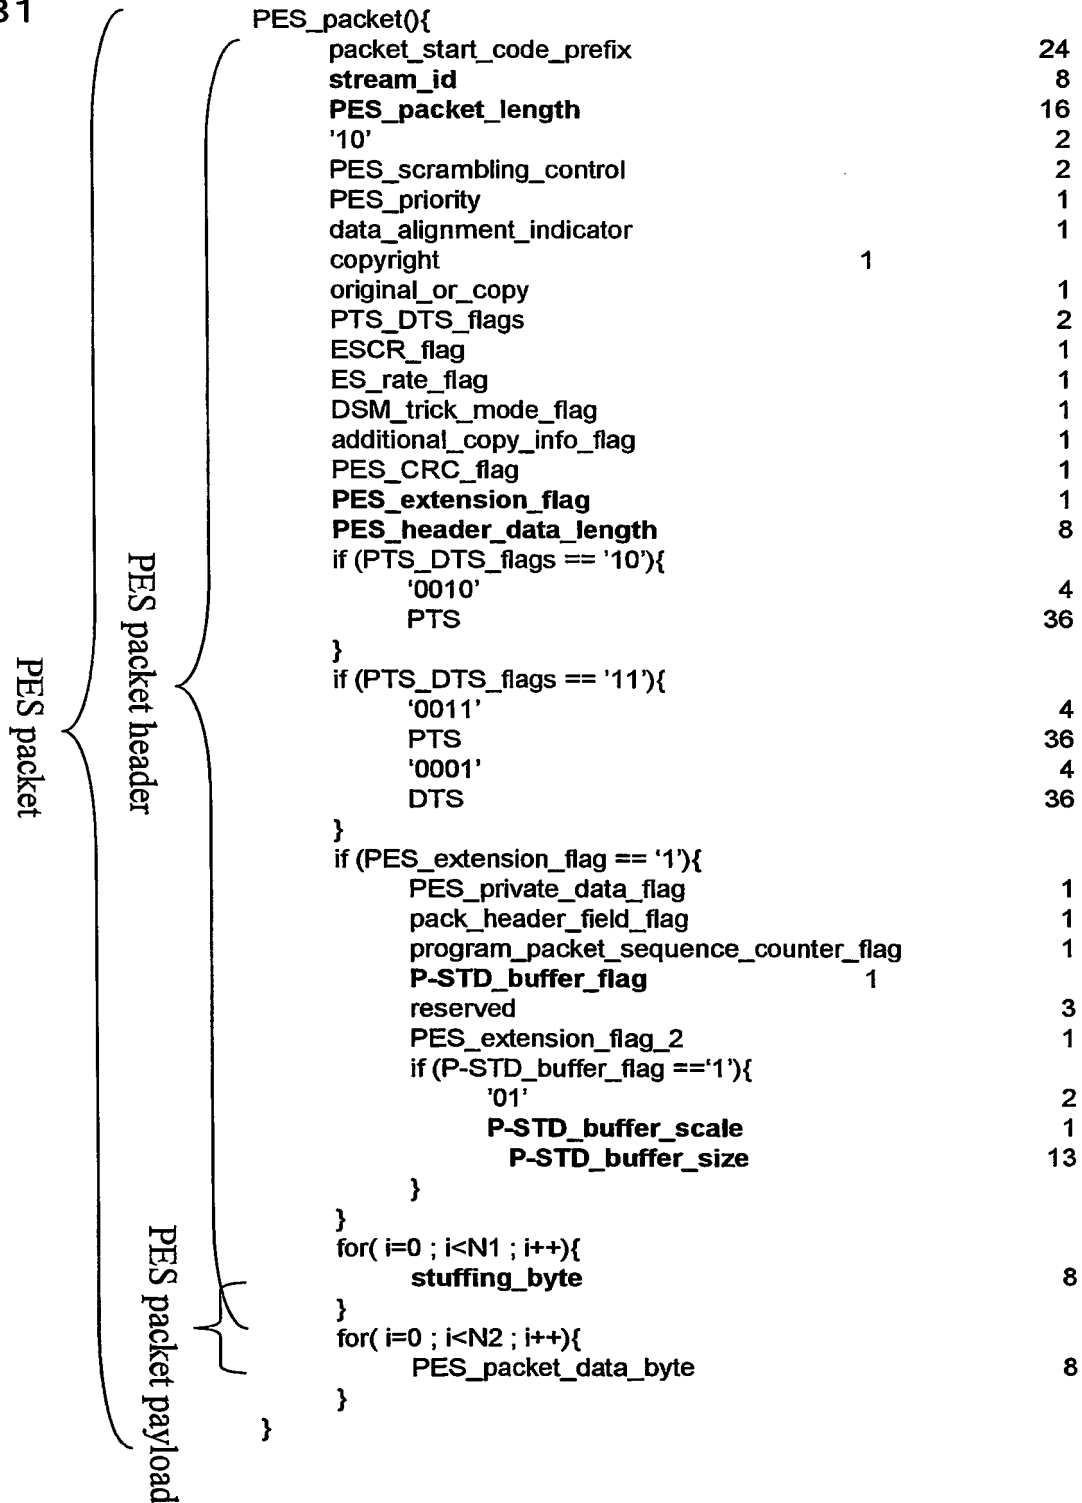 31
PES_packet(){
packet_start_code_prefix 24
stream_id 8
PES_packet_length 16
'10' 2
PES_scrambling_control 2
PES_priority 1
data_alignment_indicator 1
copyright 1
original_or_copy 1
PTS_DTS_flags 2
ESCR_flag 1
ES_rate_flag 1
DSM_trick_mode_flag 1
additional_copy_info_flag 1
PES_CRC_flag 1
PES_extension_flag 1
PES_header_data_length 8
if (PTS_DTS_flags == '10'){
'0010' 4
PTS 36
}
if (PTS_DTS_flags == '11'){
'0011' 4
PTS 36
'0001' 4
DTS 36
}
if (PES_extension_flag == '1'){
PES_private_data_flag 1
pack_header_field_flag 1
program_packet_sequence_counter_flag 1
P-STD_buffer_flag 1
reserved 3
PES_extension_flag_2 1
if (P-STD_buffer_flag =='1'){
'01' 2
P-STD_buffer_scale 1
P-STD_buffer_size 13
}
}
for( i=0 ; i<N1 ; i++){
stuffing_byte 8
}
for( i=0 ; i<N2 ; i++){
PES_packet_data_byte 8
}
}
PES packet
PES packet header
PES packet payload